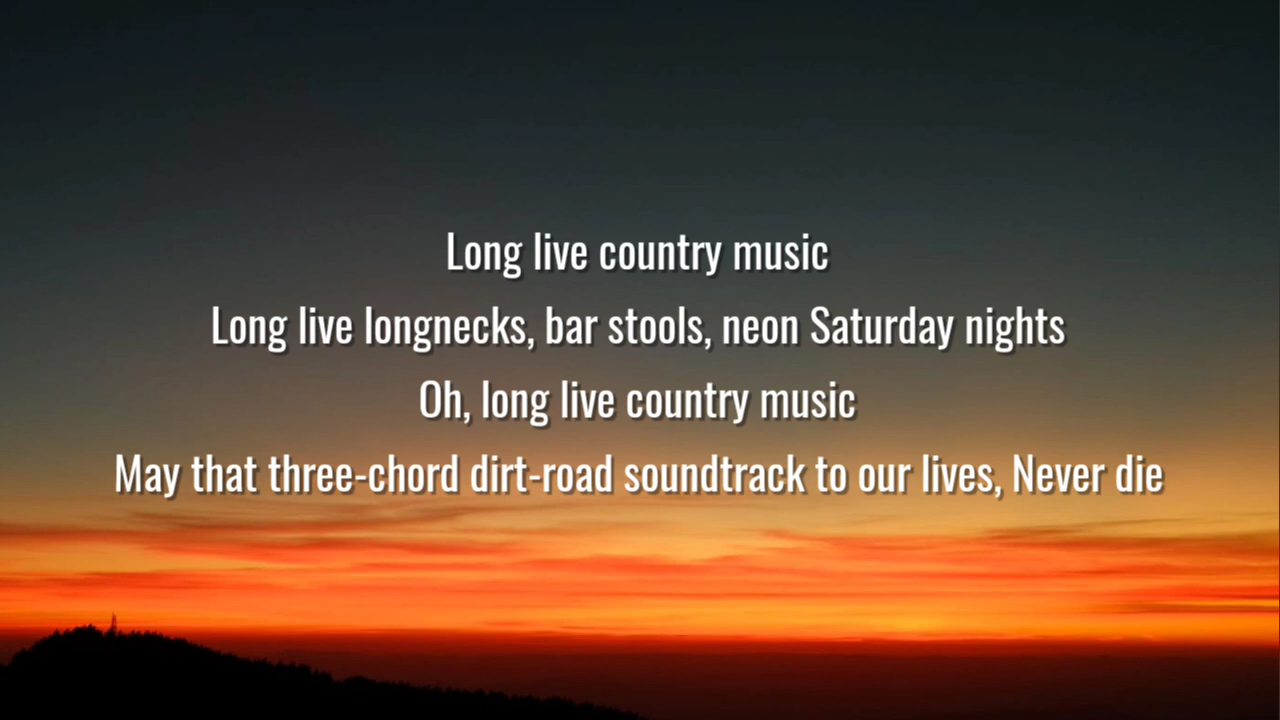 Long live country music
Long live longnecks, bar stools, neon Saturday nights
Oh, long live country music
May that three-chord dirt-road soundtrack to our lives, Never die